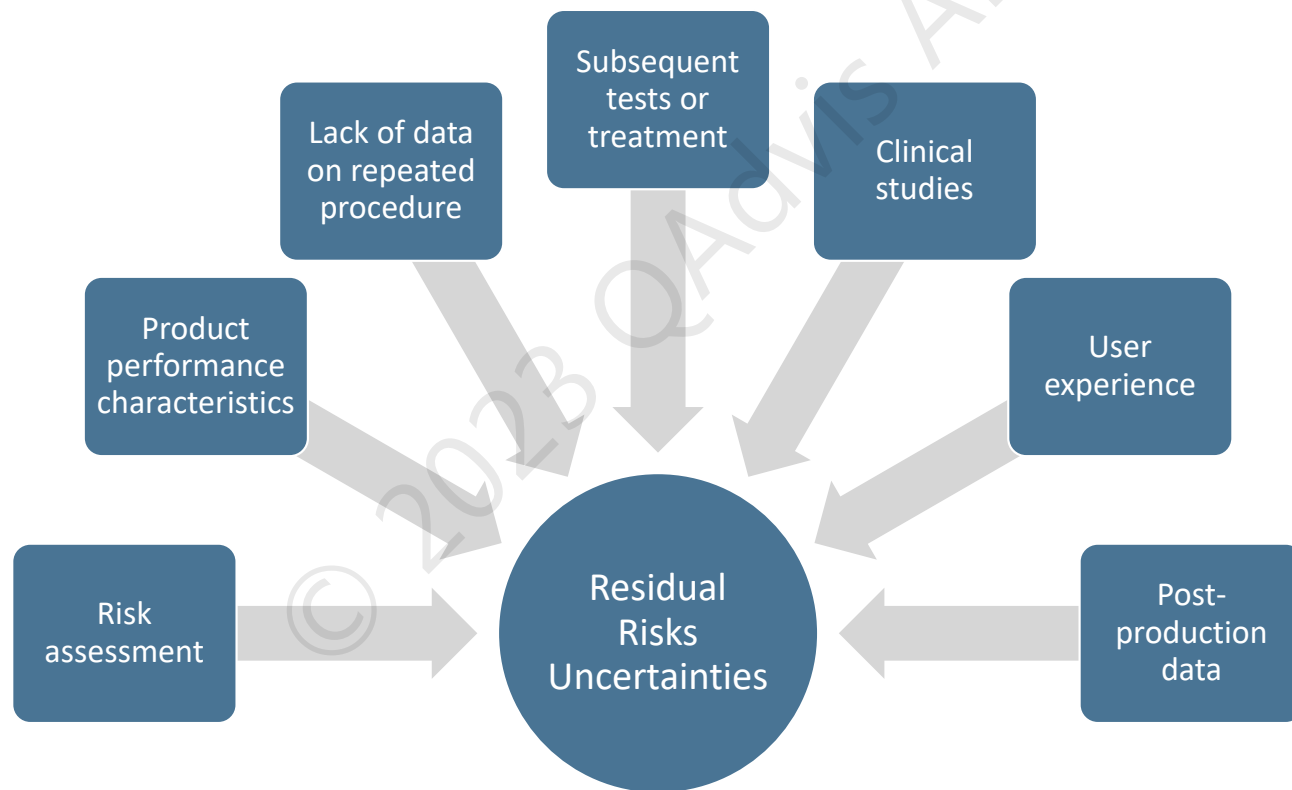 Subsequent
tests or
treatment
Lack of data
on repeated
procedure
Clinical
studies
Product
performance
characteristics
User
experience
Risk
assessment
Residual
Risks
Uncertainties
Post-
production
data
© 2023 QAdvis